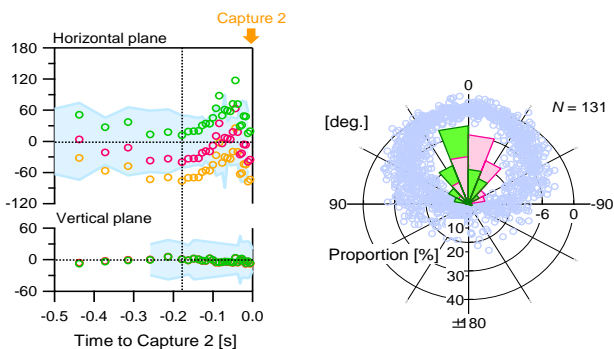 Capture 2
Horizontal plane
180
120
60
0
-60
-120
Vertical plane
60
0
-60
-0.5 -0.4 -0.3 -0.2 -0.1 0.0
Time to Capture 2 [s]
0
[deg.]
N = 131
90
-90
-6 0
10
20
30
40
Proportion [%]
±180